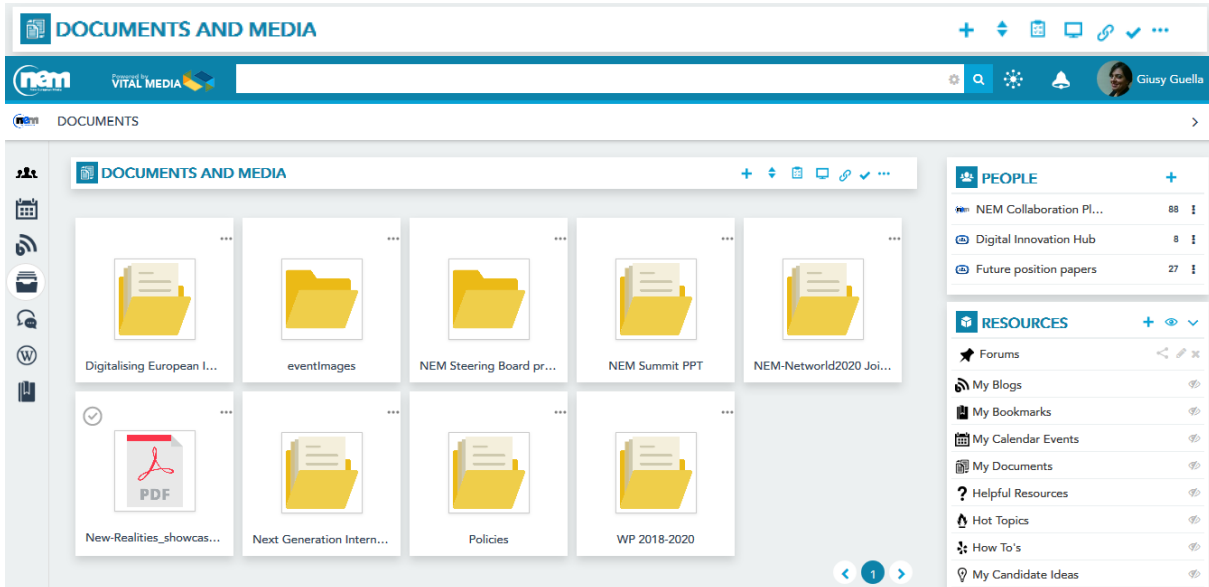 DOCUMENTS AND MEDIA
nem
Powered by
VITAL MEDIA
Giusy Guella
nem
DOCUMENTS
DOCUMENTS AND MEDIA
Digitalising European I...
eventImages
NEM Steering Board pr...
NEM Summit PPT
NEM-Networld2020 Joi...
PDF
New-Realities_showcas...
Next Generation Intern...
Policies
WP 2018-2020
1
PEOPLE
NEM Collaboration Pl... 88
Digital Innovation Hub 8
Future position papers 27
RESOURCES
Forums
My Blogs
My Bookmarks
My Calendar Events
My Documents
Helpful Resources
Hot Topics
How To's
My Candidate Ideas